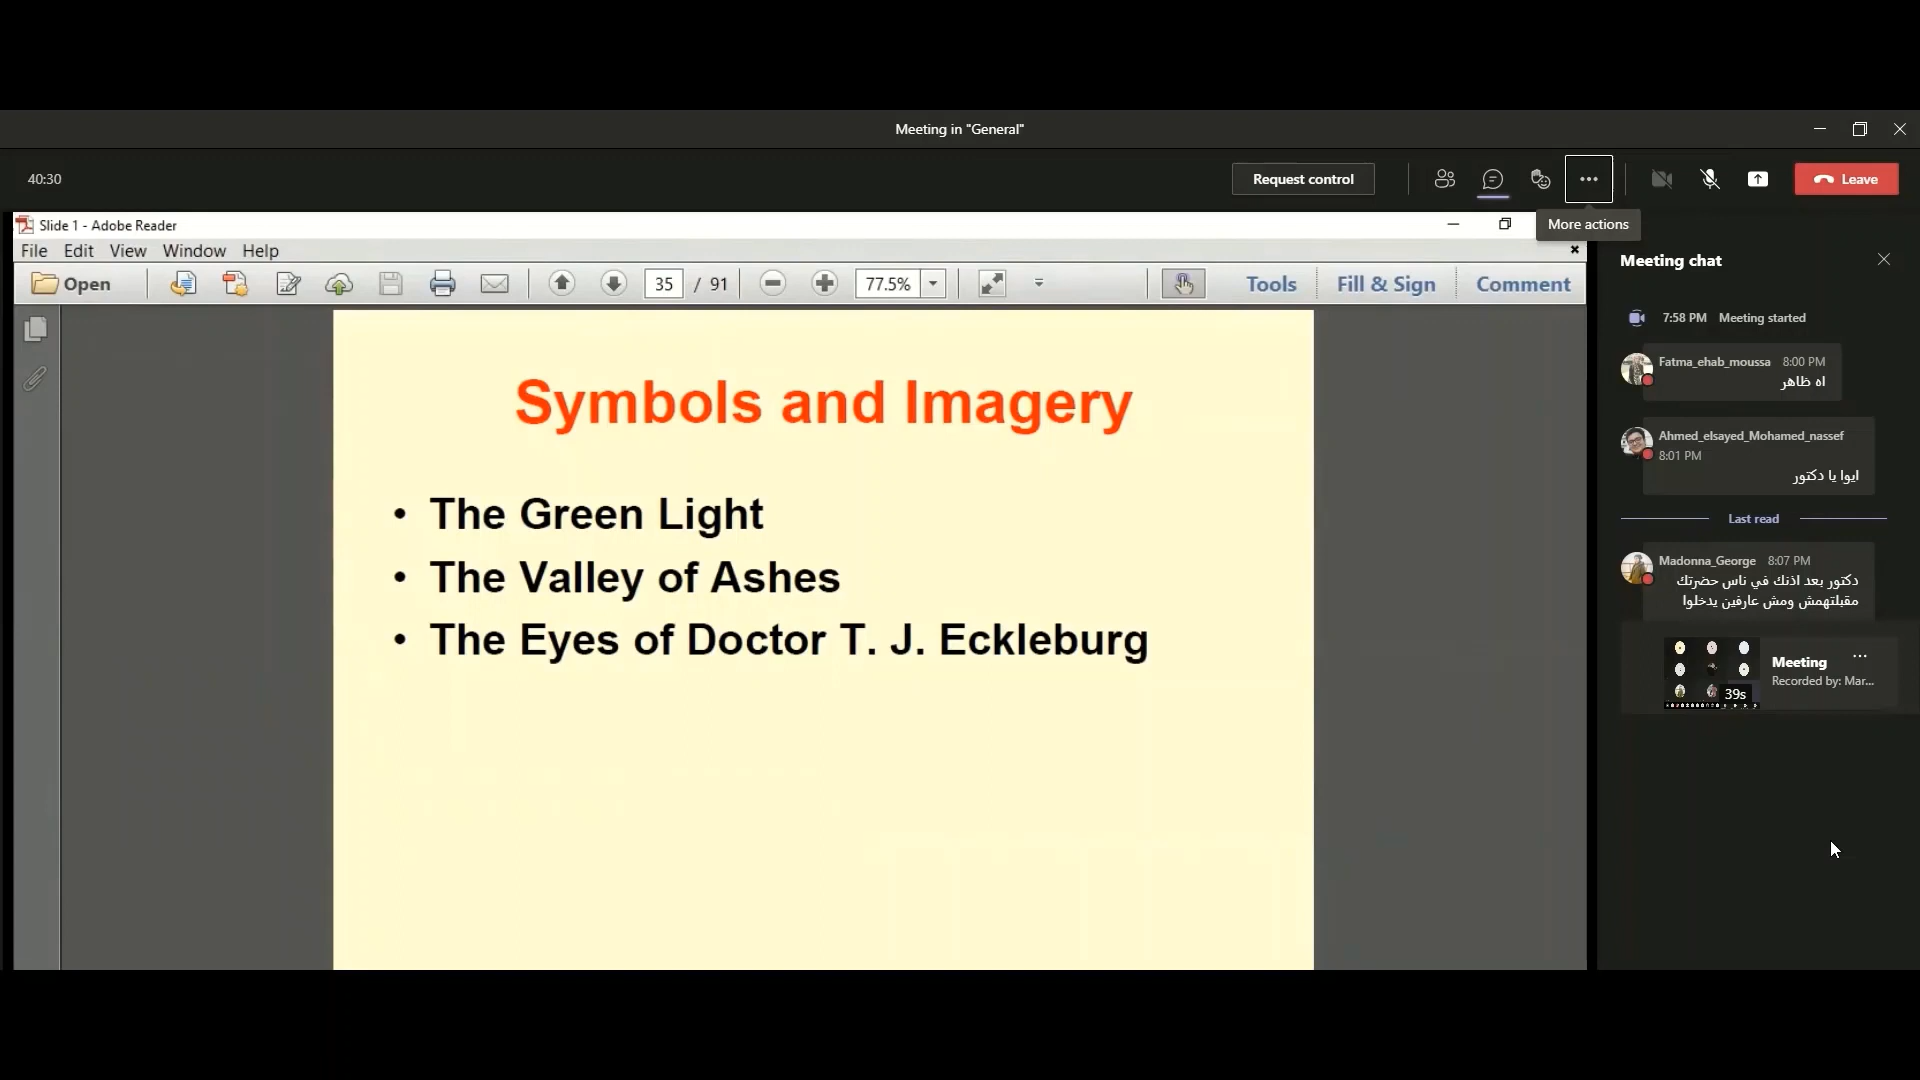 Meeting in "General"
40:30
Request control
Leave
More actions
Slide 1 - Adobe Reader
File Edit View Window Help
Open
35 / 91
77.5%
Tools
Fill & Sign
Comment
Symbols and Imagery
• The Green Light
• The Valley of Ashes
• The Eyes of Doctor T. J. Eckleburg
Meeting chat
7:58 PM Meeting started
Fatma_ehab_moussa 8:00 PM
اه ظاهر
Ahmed_elsayed_Mohamed_nassef
8:01 PM
ايوا يا دكتور
Last read
Madonna_George 8:07 PM
دكتور بعد اذنك في ناس حضرتك
مقبلتهمش ومش عارفين يدخلوا
Meeting
Recorded by: Mar...
39s